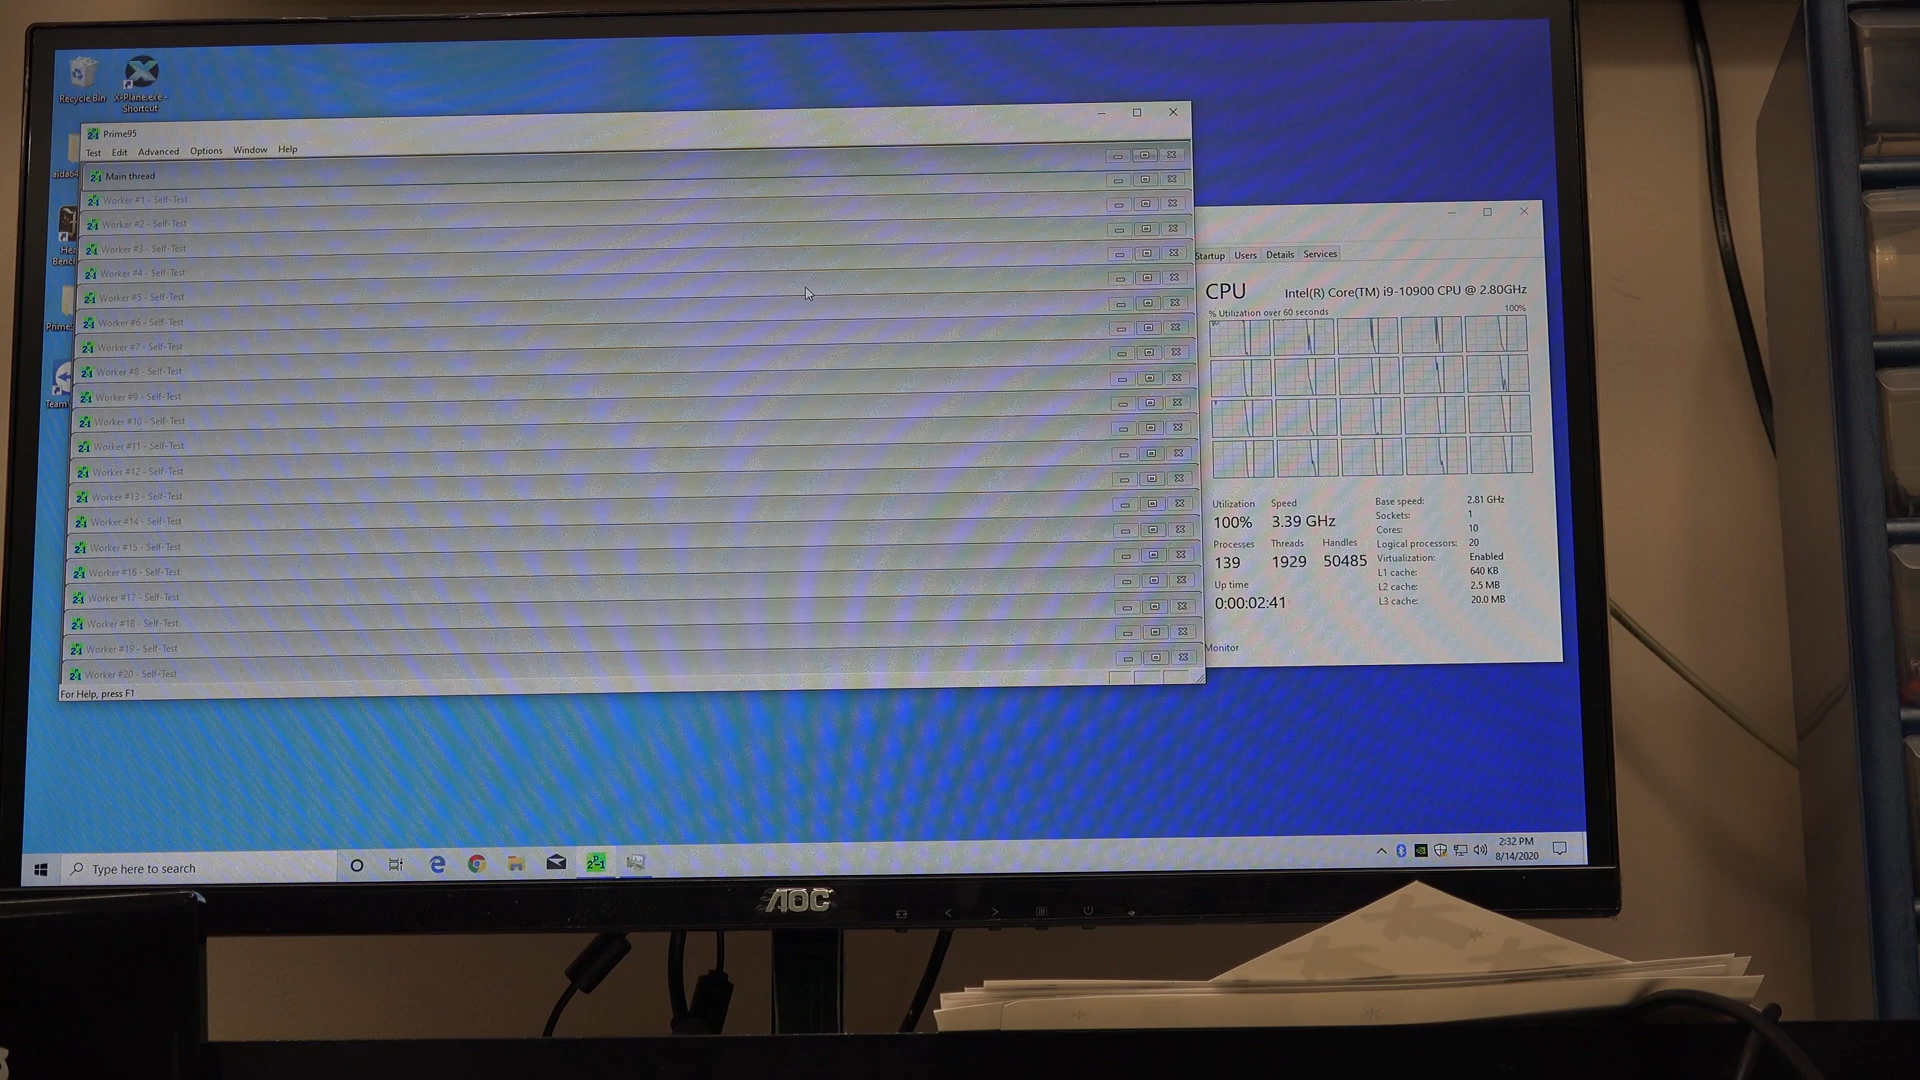 Recycle Bin
X-Plane.exe -
Shortcut
aida64
Prime95
Test Edit Advanced Options Window Help
Main thread
Worker #1 - Self-Test
Worker #2 - Self-Test
Worker #3 - Self-Test
Worker #4 - Self-Test
Worker #5 - Self-Test
Worker #6 - Self-Test
Worker #7 - Self-Test
Worker #8 - Self-Test
Worker #9 - Self-Test
Worker #10 - Self-Test
Worker #11 - Self-Test
Worker #12 - Self-Test
Worker #13 - Self-Test
Worker #14 - Self-Test
Worker #15 - Self-Test
Worker #16 - Self-Test
Worker #17 - Self-Test
Worker #18 - Self-Test
Worker #19 - Self-Test
Worker #20 - Self-Test
For Help, press F1
Startup Users Details Services
CPU Intel(R) Core(TM) i9-10900 CPU @ 2.80GHz
% Utilization over 60 seconds 100%
Utilization Speed
100% 3.39 GHz
Processes Threads Handles
139 1929 50485
Up time
0:00:02:41
Base speed: 2.81 GHz
Sockets: 1
Cores: 10
Logical processors: 20
Virtualization: Enabled
L1 cache: 640 KB
L2 cache: 2.5 MB
L3 cache: 20.0 MB
Monitor
Type here to search
2:32 PM
8/14/2020
AOC